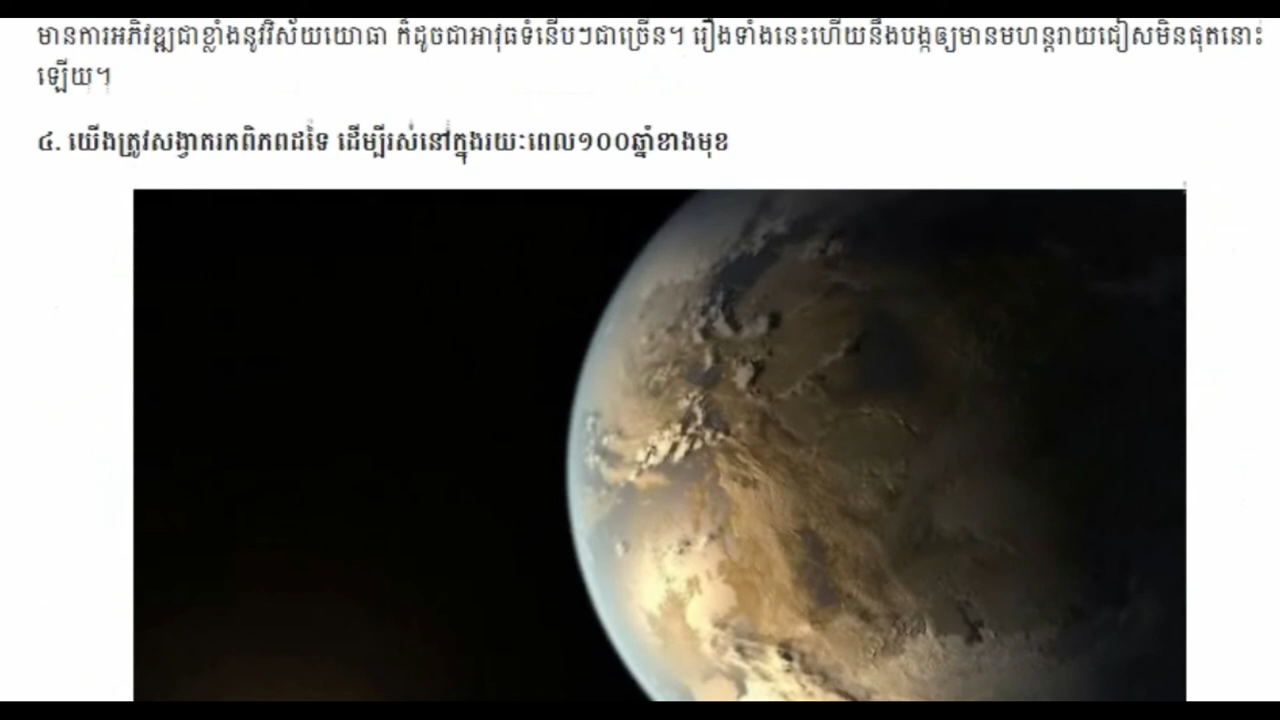 មានការអភិវឌ្ឍជាខ្លាំងនូវវិស័យយោធា ក៏ដូចជាអាវុធទំនើបៗជាច្រើន។ រឿងទាំងនេះហើយនឹងបង្កឲ្យមានមហន្តរាយជៀសមិនផុតនោះ
ឡើយ។
៤. យើងត្រូវសង្វាតរកពិភពដទៃ ដើម្បីរស់នៅក្នុងរយៈពេល១០០ឆ្នាំខាងមុខ